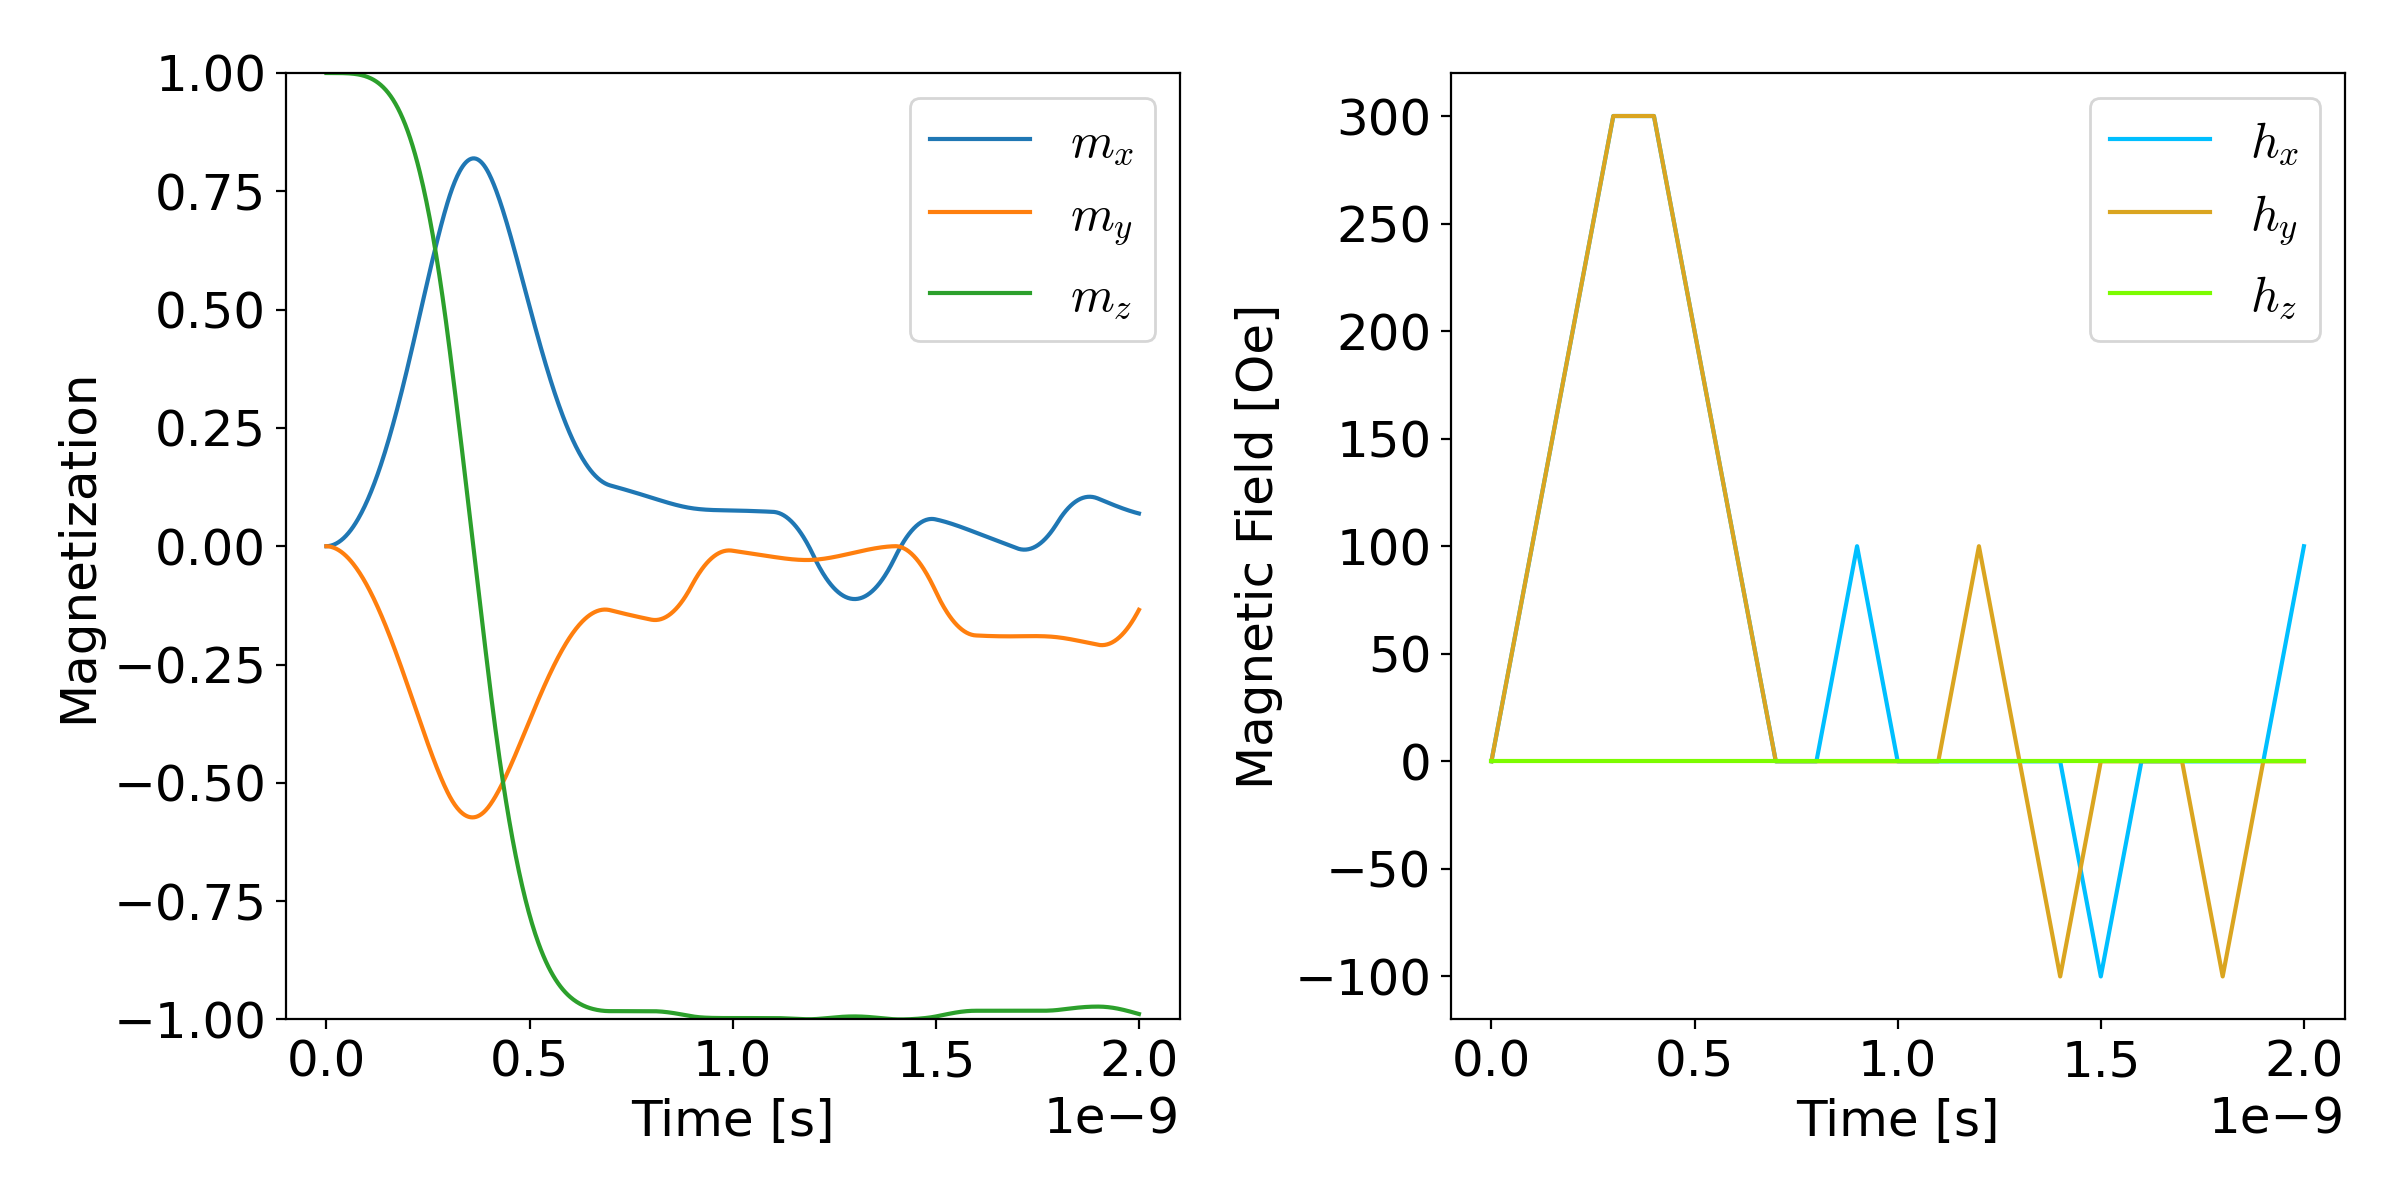 Magnetization
1.00
0.75
0.50
0.25
0.00
−0.25
−0.50
−0.75
−1.00
m_x
m_y
m_z
0.0 0.5 1.0 1.5 2.0
Time [s]
1e−9
Magnetic Field [Oe]
300
250
200
150
100
50
0
−50
−100
h_x
h_y
h_z
0.0 0.5 1.0 1.5 2.0
Time [s]
1e−9